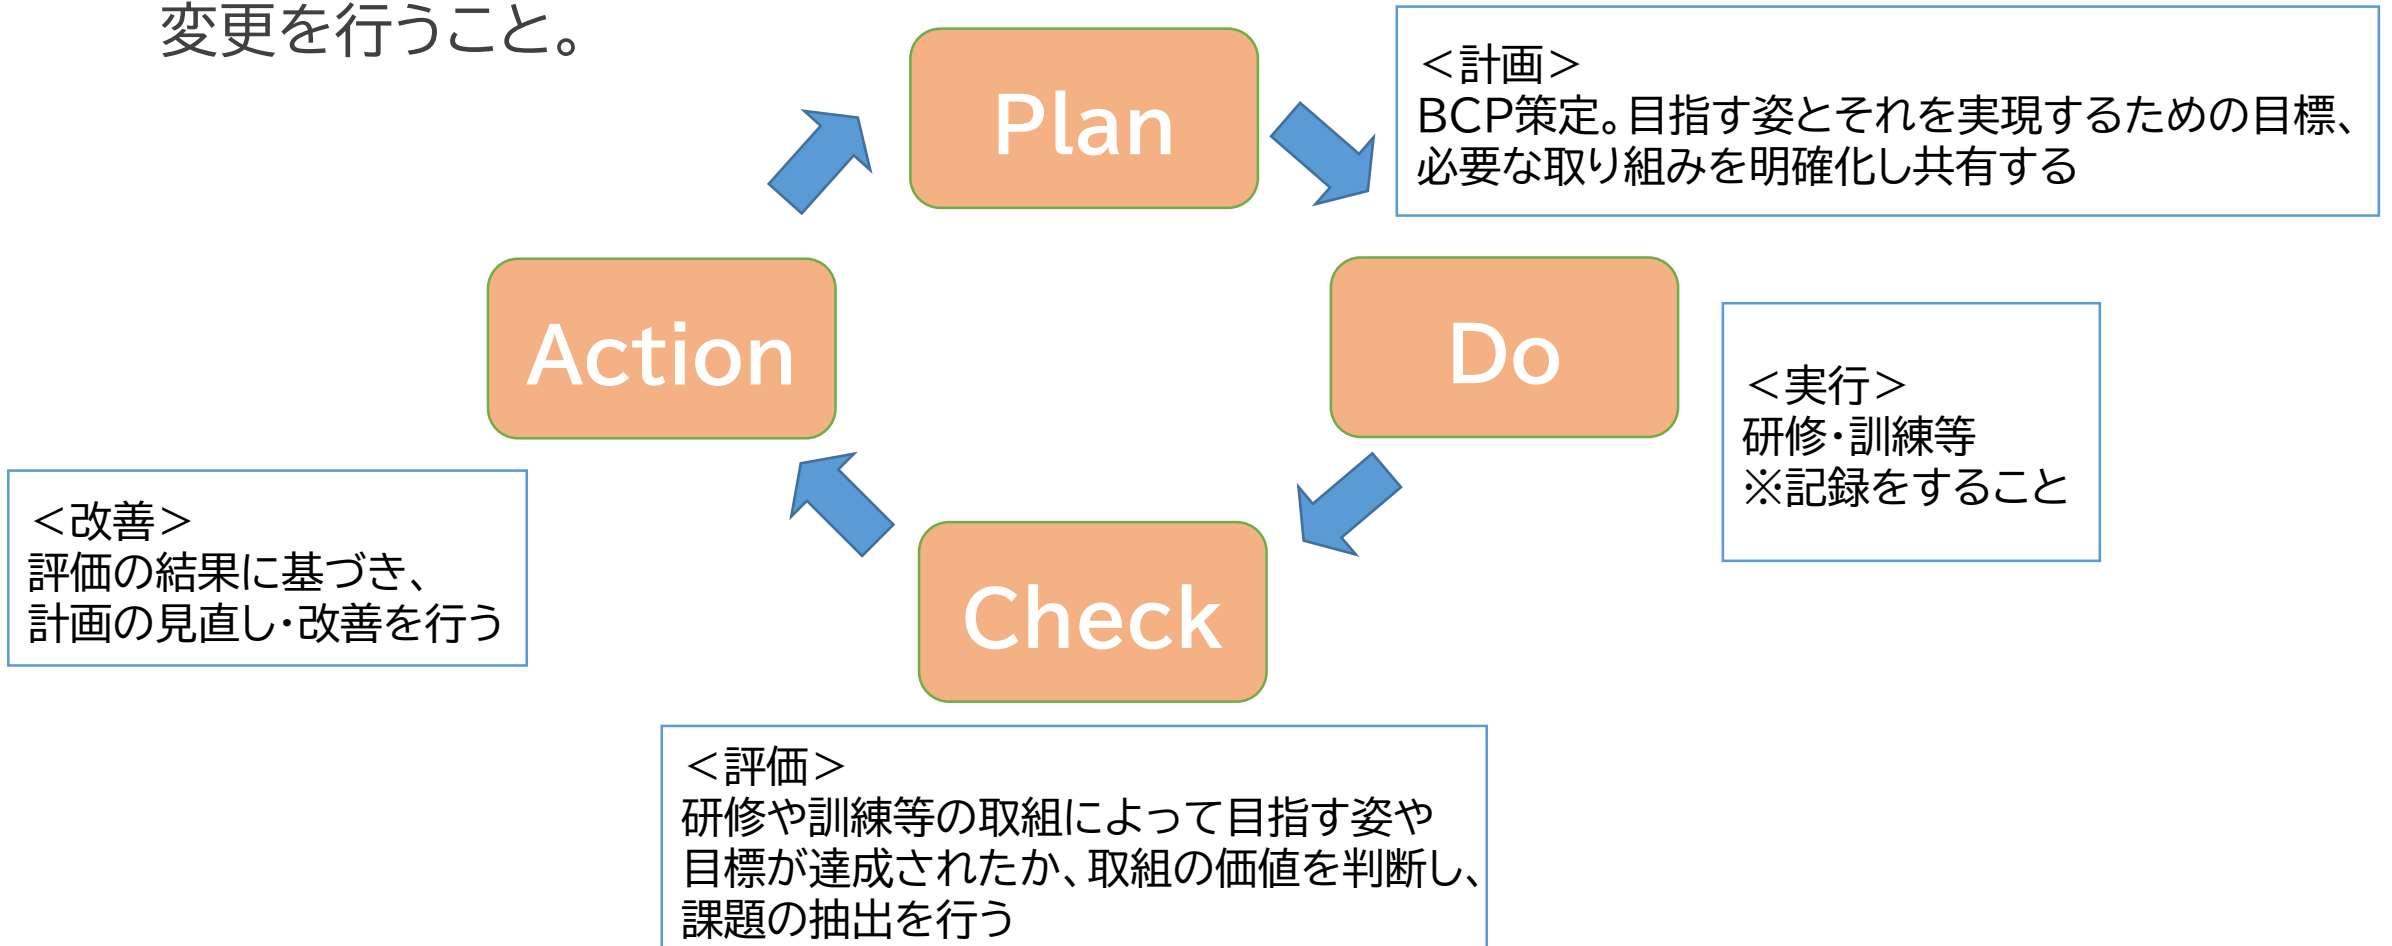 変更を行うこと。
Plan
＜計画＞
BCP策定。目指す姿とそれを実現するための目標、
必要な取り組みを明確化し共有する
Action
Do
＜実行＞
研修・訓練等
※記録をすること
＜改善＞
評価の結果に基づき、
計画の見直し・改善を行う
Check
＜評価＞
研修や訓練等の取組によって目指す姿や
目標が達成されたか、取組の価値を判断し、
課題の抽出を行う